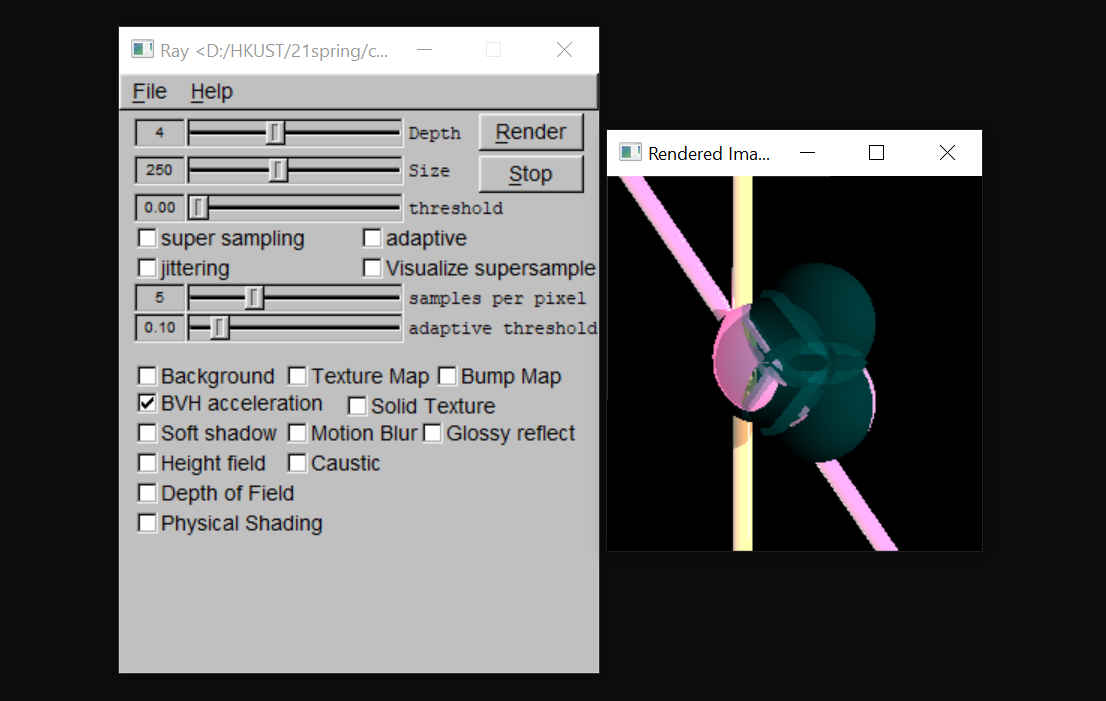 Ray <D:/HKUST/21spring/c...
File Help
4 Depth Render
250 Size Stop
0.00 threshold
super sampling adaptive
jittering Visualize supersample
5 samples per pixel
0.10 adaptive threshold
Background Texture Map Bump Map
BVH acceleration Solid Texture
Soft shadow Motion Blur Glossy reflect
Height field Caustic
Depth of Field
Physical Shading
Rendered Ima...